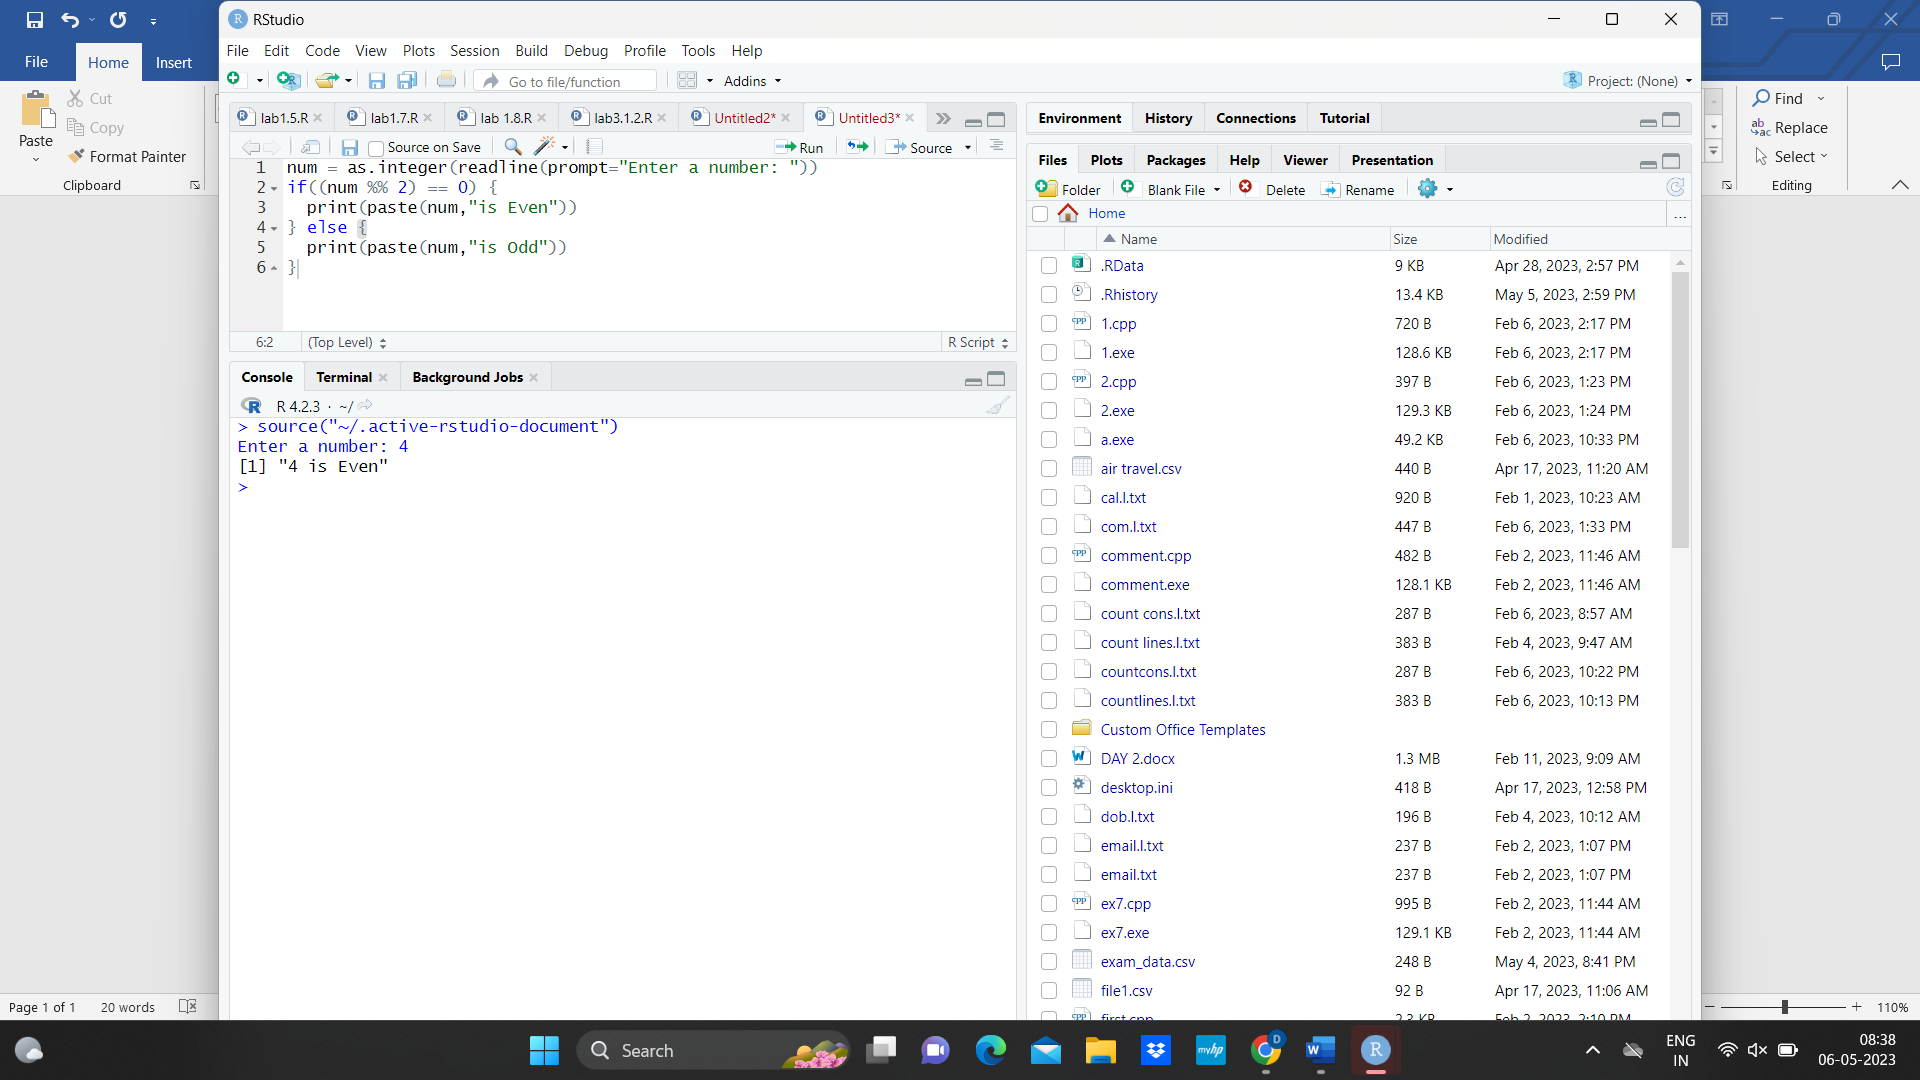 RStudio
File Edit Code View Plots Session Build Debug Profile Tools Help
Go to file/function
Addins
Project: (None)
File Home Insert
Paste
Cut
Copy
Format Painter
Clipboard
lab1.5.R lab1.7.R lab 1.8.R lab3.1.2.R Untitled2* Untitled3*
Source on Save Run Source
1 num = as.integer(readline(prompt="Enter a number: "))
2 if((num %% 2) == 0) {
3 print(paste(num,"is Even"))
4 } else {
5 print(paste(num,"is Odd"))
6 }
6:2 (Top Level) R Script
Console Terminal Background Jobs
R 4.2.3 · ~/
> source("~/.active-rstudio-document")
Enter a number: 4
[1] "4 is Even"
>
Environment History Connections Tutorial
Files Plots Packages Help Viewer Presentation
Folder Blank File Delete Rename
Home ...
Name Size Modified
.RData 9 KB Apr 28, 2023, 2:57 PM
.Rhistory 13.4 KB May 5, 2023, 2:59 PM
1.cpp 720 B Feb 6, 2023, 2:17 PM
1.exe 128.6 KB Feb 6, 2023, 2:17 PM
2.cpp 397 B Feb 6, 2023, 1:23 PM
2.exe 129.3 KB Feb 6, 2023, 1:24 PM
a.exe 49.2 KB Feb 6, 2023, 10:33 PM
air travel.csv 440 B Apr 17, 2023, 11:20 AM
cal.l.txt 920 B Feb 1, 2023, 10:23 AM
com.l.txt 447 B Feb 6, 2023, 1:33 PM
comment.cpp 482 B Feb 2, 2023, 11:46 AM
comment.exe 128.1 KB Feb 2, 2023, 11:46 AM
count cons.l.txt 287 B Feb 6, 2023, 8:57 AM
count lines.l.txt 383 B Feb 4, 2023, 9:47 AM
countcons.l.txt 287 B Feb 6, 2023, 10:22 PM
countlines.l.txt 383 B Feb 6, 2023, 10:13 PM
Custom Office Templates
DAY 2.docx 1.3 MB Feb 11, 2023, 9:09 AM
desktop.ini 418 B Apr 17, 2023, 12:58 PM
dob.l.txt 196 B Feb 4, 2023, 10:12 AM
email.l.txt 237 B Feb 2, 2023, 1:07 PM
email.txt 237 B Feb 2, 2023, 1:07 PM
ex7.cpp 995 B Feb 2, 2023, 11:44 AM
ex7.exe 129.1 KB Feb 2, 2023, 11:44 AM
exam_data.csv 248 B May 4, 2023, 8:41 PM
file1.csv 92 B Apr 17, 2023, 11:06 AM
first.cpp 2.3 KB Feb 2, 2023, 2:10 PM
Find
Replace
Select
Editing
Page 1 of 1 20 words
110%
Search
ENG
IN
08:38
06-05-2023